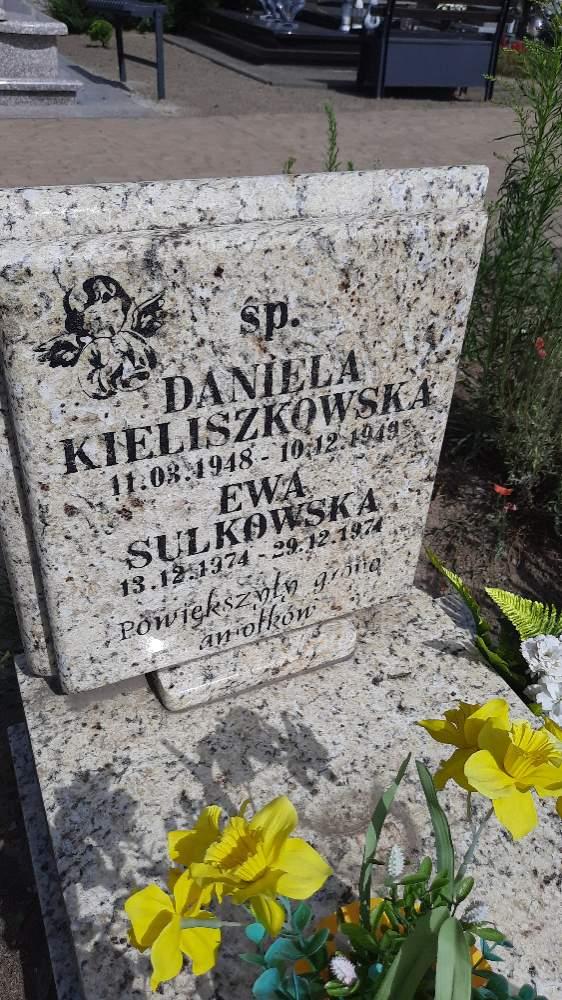 śp.
DANIELA
KIELISZKOWSKA
11.03.1948 - 10.12.1949
EWA
SULKOWSKA
13.12.1974 - 29.12.1974
Powiększyły grono
aniołków